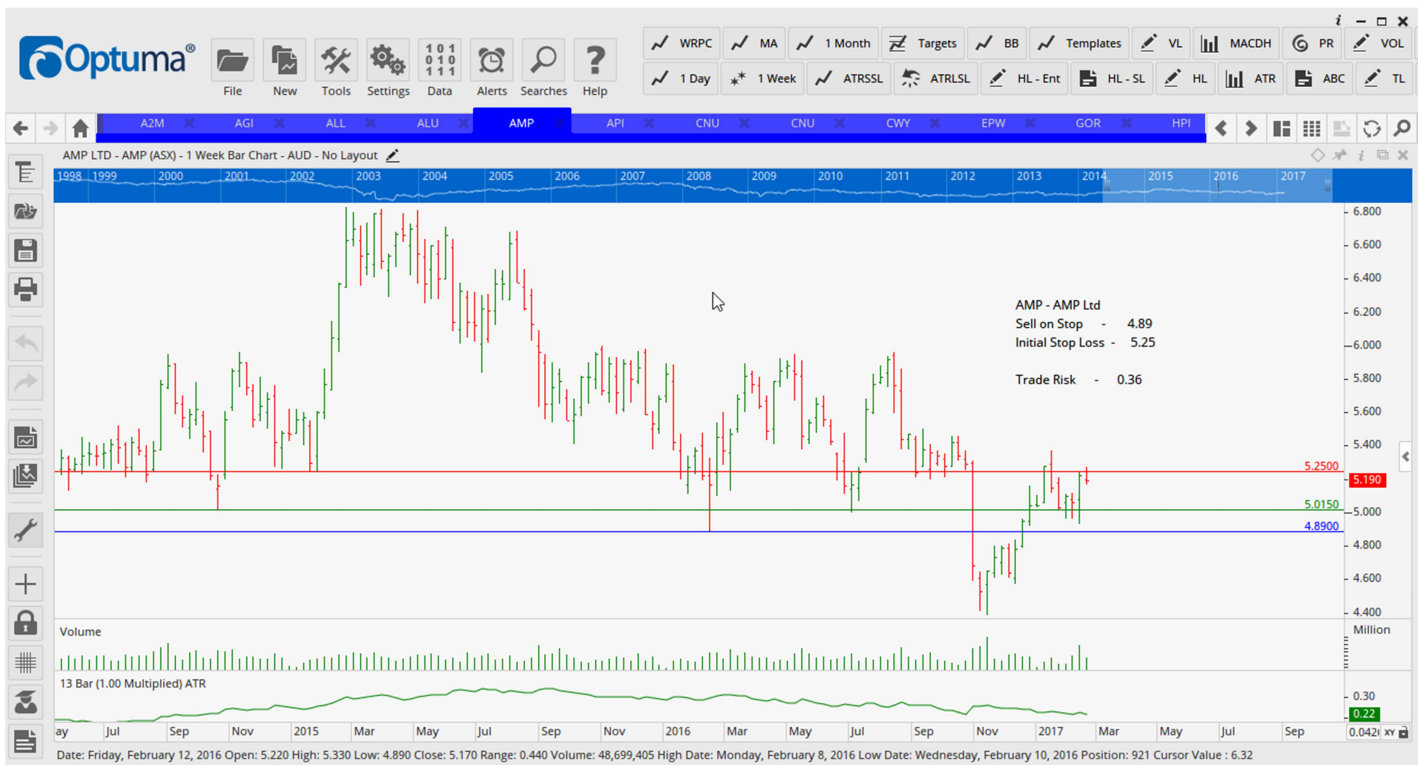 i
Optuma®
File New Tools Settings Data Alerts Searches Help
101
010
111
WRPC MA 1 Month Targets BB Templates VL MACDH PR VOL
1 Day 1 Week ATRSSL ATRLSL HL - Ent HL - SL HL ATR ABC TL
A2M AGI ALL ALU AMP API CNU CNU CWY EPW GOR HPI
AMP LTD - AMP (ASX) - 1 Week Bar Chart - AUD - No Layout
1998 1999 2000 2001 2002 2003 2004 2005 2006 2007 2008 2009 2010 2011 2012 2013 2014 2015 2016 2017
6.800
6.600
6.400
6.200
6.000
5.800
5.600
5.400
5.190
5.000
4.800
4.600
4.400
AMP - AMP Ltd
Sell on Stop - 4.89
Initial Stop Loss - 5.25
Trade Risk - 0.36
5.2500
5.0150
4.8900
Volume
Million
13 Bar (1.00 Multiplied) ATR
0.30
0.22
ay Jul Sep Nov 2015 Mar May Jul Sep Nov 2016 Mar May Jul Sep Nov 2017 Mar May Jul Sep
XY
Date: Friday, February 12, 2016 Open: 5.220 High: 5.330 Low: 4.890 Close: 5.170 Range: 0.440 Volume: 48,699,405 High Date: Monday, February 8, 2016 Low Date: Wednesday, February 10, 2016 Position: 921 Cursor Value : 6.32